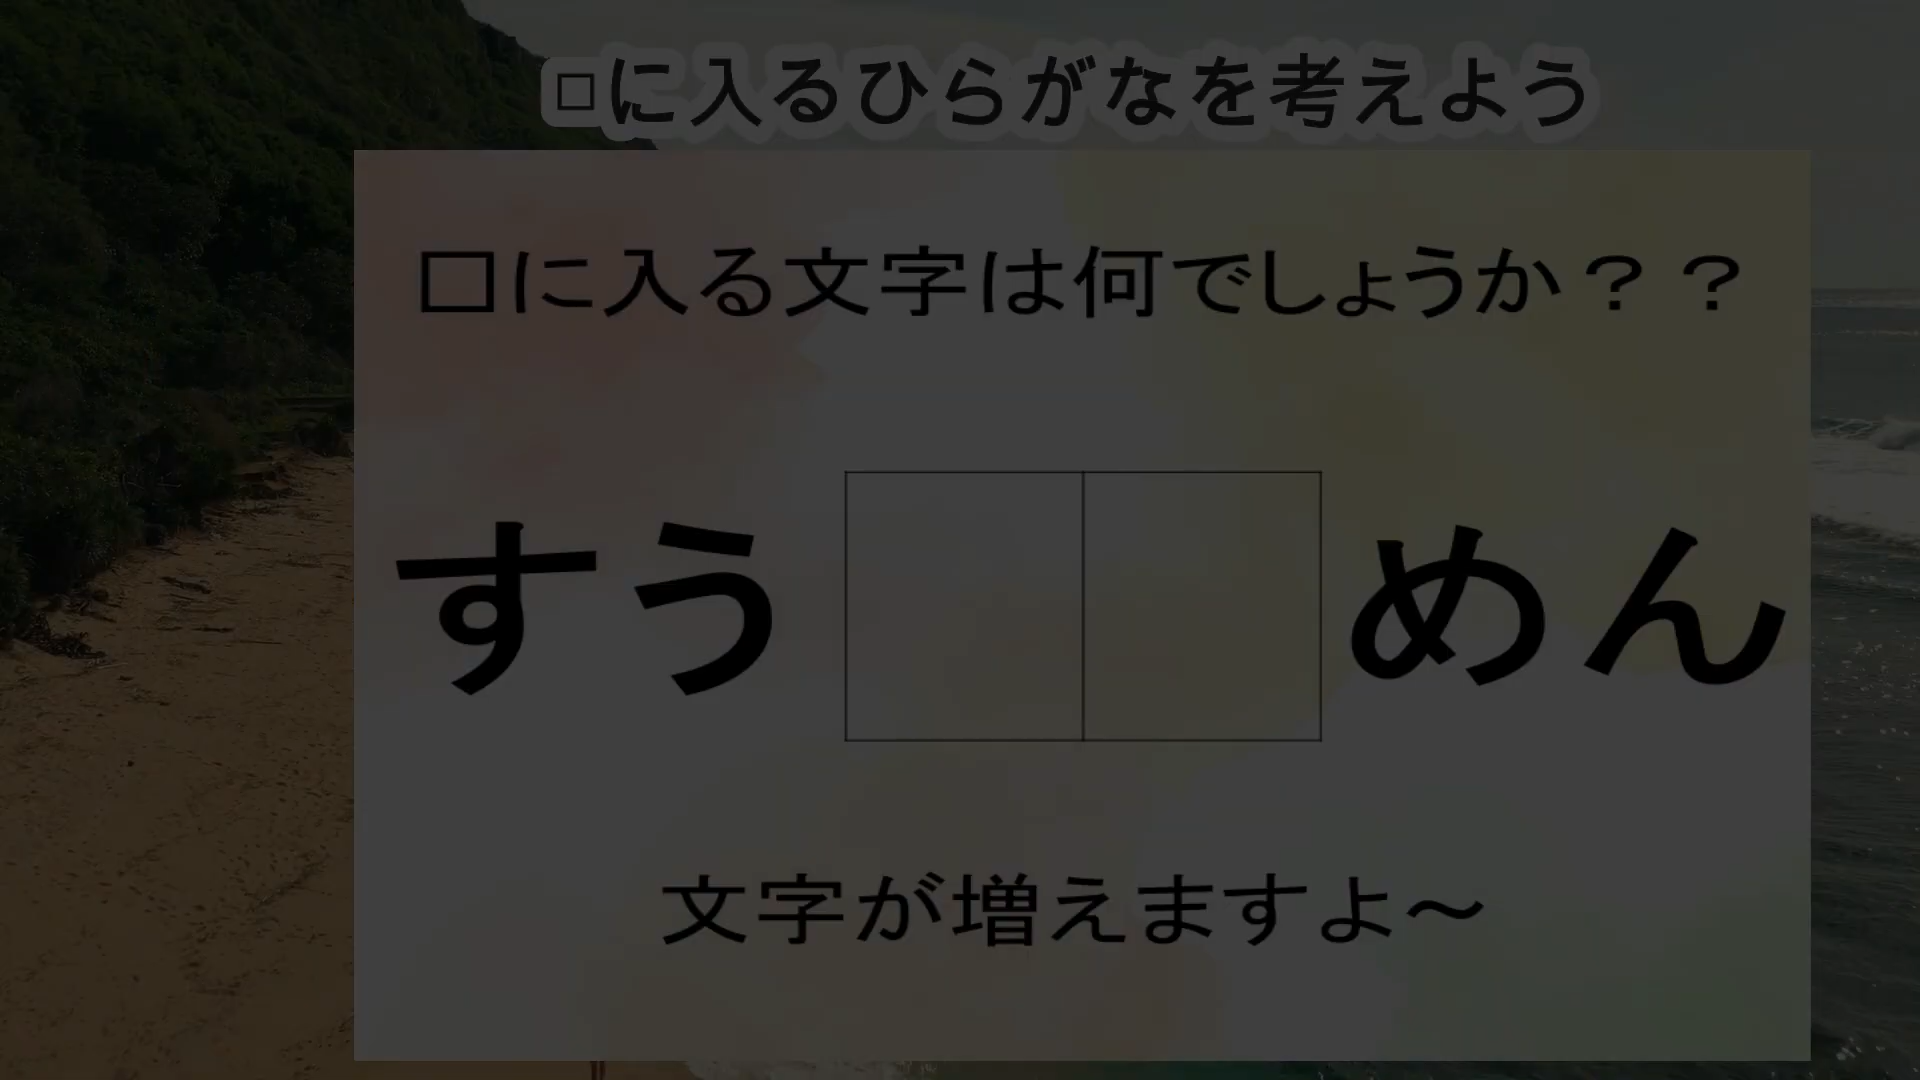 □に入るひらがなを考えよう
□に入る文字は何でしょうか？？
すう□□めん
文字が増えますよ～